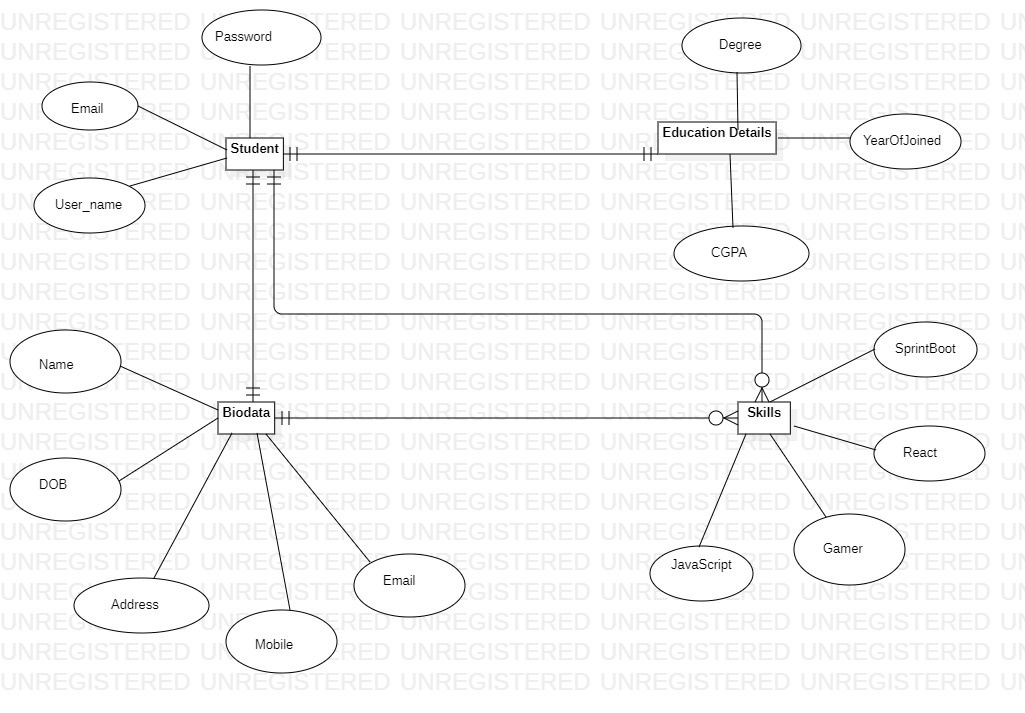 Password
Degree
Email
Education Details
YearOfJoined
Student
User_name
CGPA
SprintBoot
Name
Biodata
Skills
React
DOB
Gamer
JavaScript
Email
Address
Mobile
UNREGISTERED UNREGISTERED UNREGISTERED UNREGISTERED UNREGISTERED UN